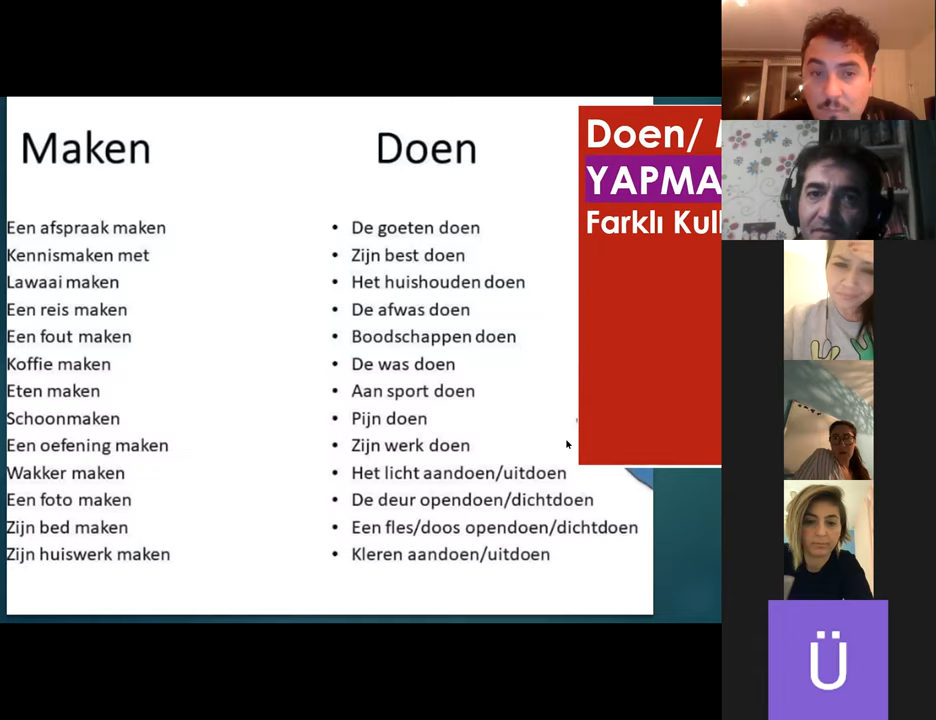 Maken
Een afspraak maken
Kennismaken met
Lawaai maken
Een reis maken
Een fout maken
Koffie maken
Eten maken
Schoonmaken
Een oefening maken
Wakker maken
Een foto maken
Zijn bed maken
Zijn huiswerk maken
Doen
De goeten doen
Zijn best doen
Het huishouden doen
De afwas doen
Boodschappen doen
De was doen
Aan sport doen
Pijn doen
Zijn werk doen
Het licht aandoen/uitdoen
De deur opendoen/dichtdoen
Een fles/doos opendoen/dichtdoen
Kleren aandoen/uitdoen
Doen/
YAPMA
Farklı Kul
Ü